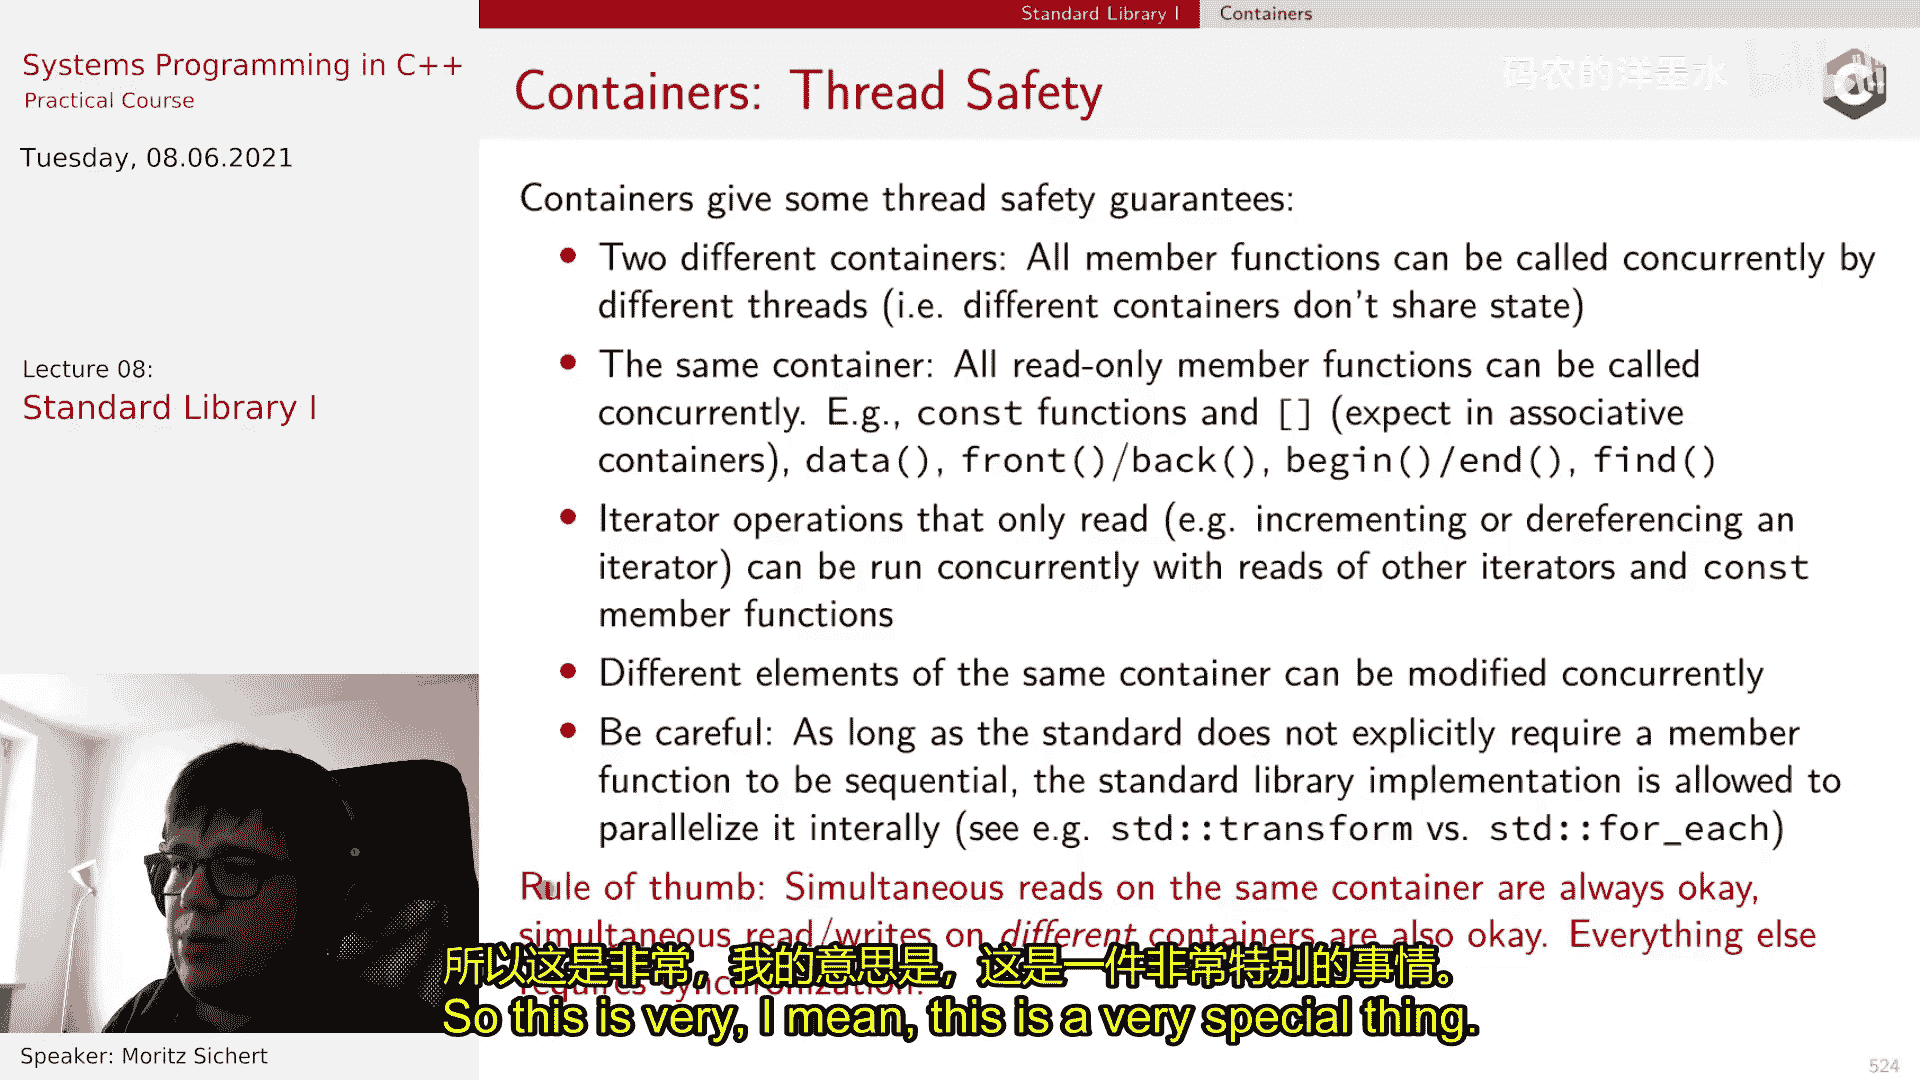 Standard Library I
Containers
Systems Programming in C++
Practical Course
Tuesday, 08.06.2021
Lecture 08:
Standard Library I
Containers: Thread Safety
码农的洋墨水
Containers give some thread safety guarantees:
• Two different containers: All member functions can be called concurrently by
different threads (i.e. different containers don't share state)
• The same container: All read-only member functions can be called
concurrently. E.g., const functions and [] (expect in associative
containers), data(), front()/back(), begin()/end(), find()
• Iterator operations that only read (e.g. incrementing or dereferencing an
iterator) can be run concurrently with reads of other iterators and const
member functions
• Different elements of the same container can be modified concurrently
• Be careful: As long as the standard does not explicitly require a member
function to be sequential, the standard library implementation is allowed to
parallelize it interally (see e.g. std::transform vs. std::for_each)
Rule of thumb: Simultaneous reads on the same container are always okay,
simultaneous read/writes on different containers are also okay. Everything else
requires synchronization.
所以这是非常，我的意思是，这是一件非常特别的事情。
So this is very, I mean, this is a very special thing.
Speaker: Moritz Sichert
524